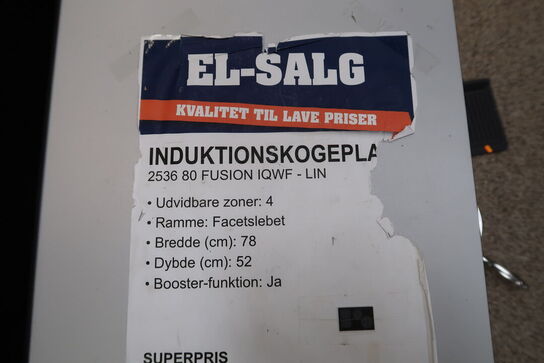 EL-SALG
KVALITET TIL LAVE PRISER
INDUKTIONSKOGEPLA
2536 80 FUSION IQWF - LIN
• Udvidbare zoner: 4
• Ramme: Facetslebet
• Bredde (cm): 78
• Dybde (cm): 52
• Booster-funktion: Ja
SUPERPRIS